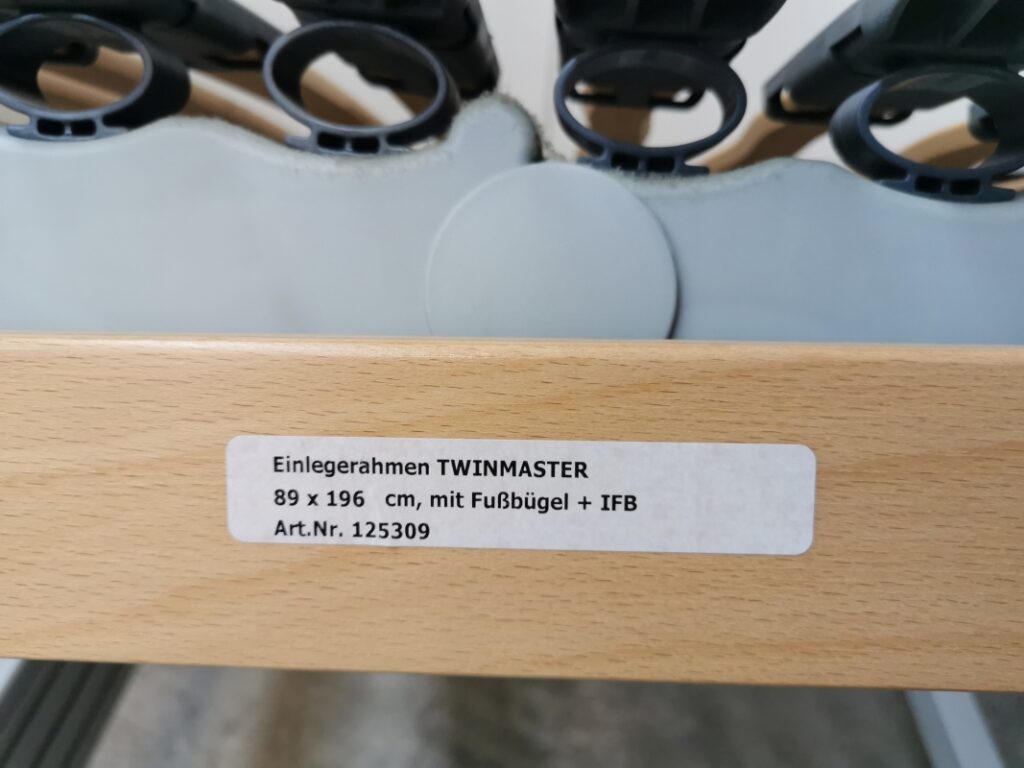 Einlegerahmen TWINMASTER
89 x 196 cm, mit Fußbügel + IFB
Art.Nr. 125309